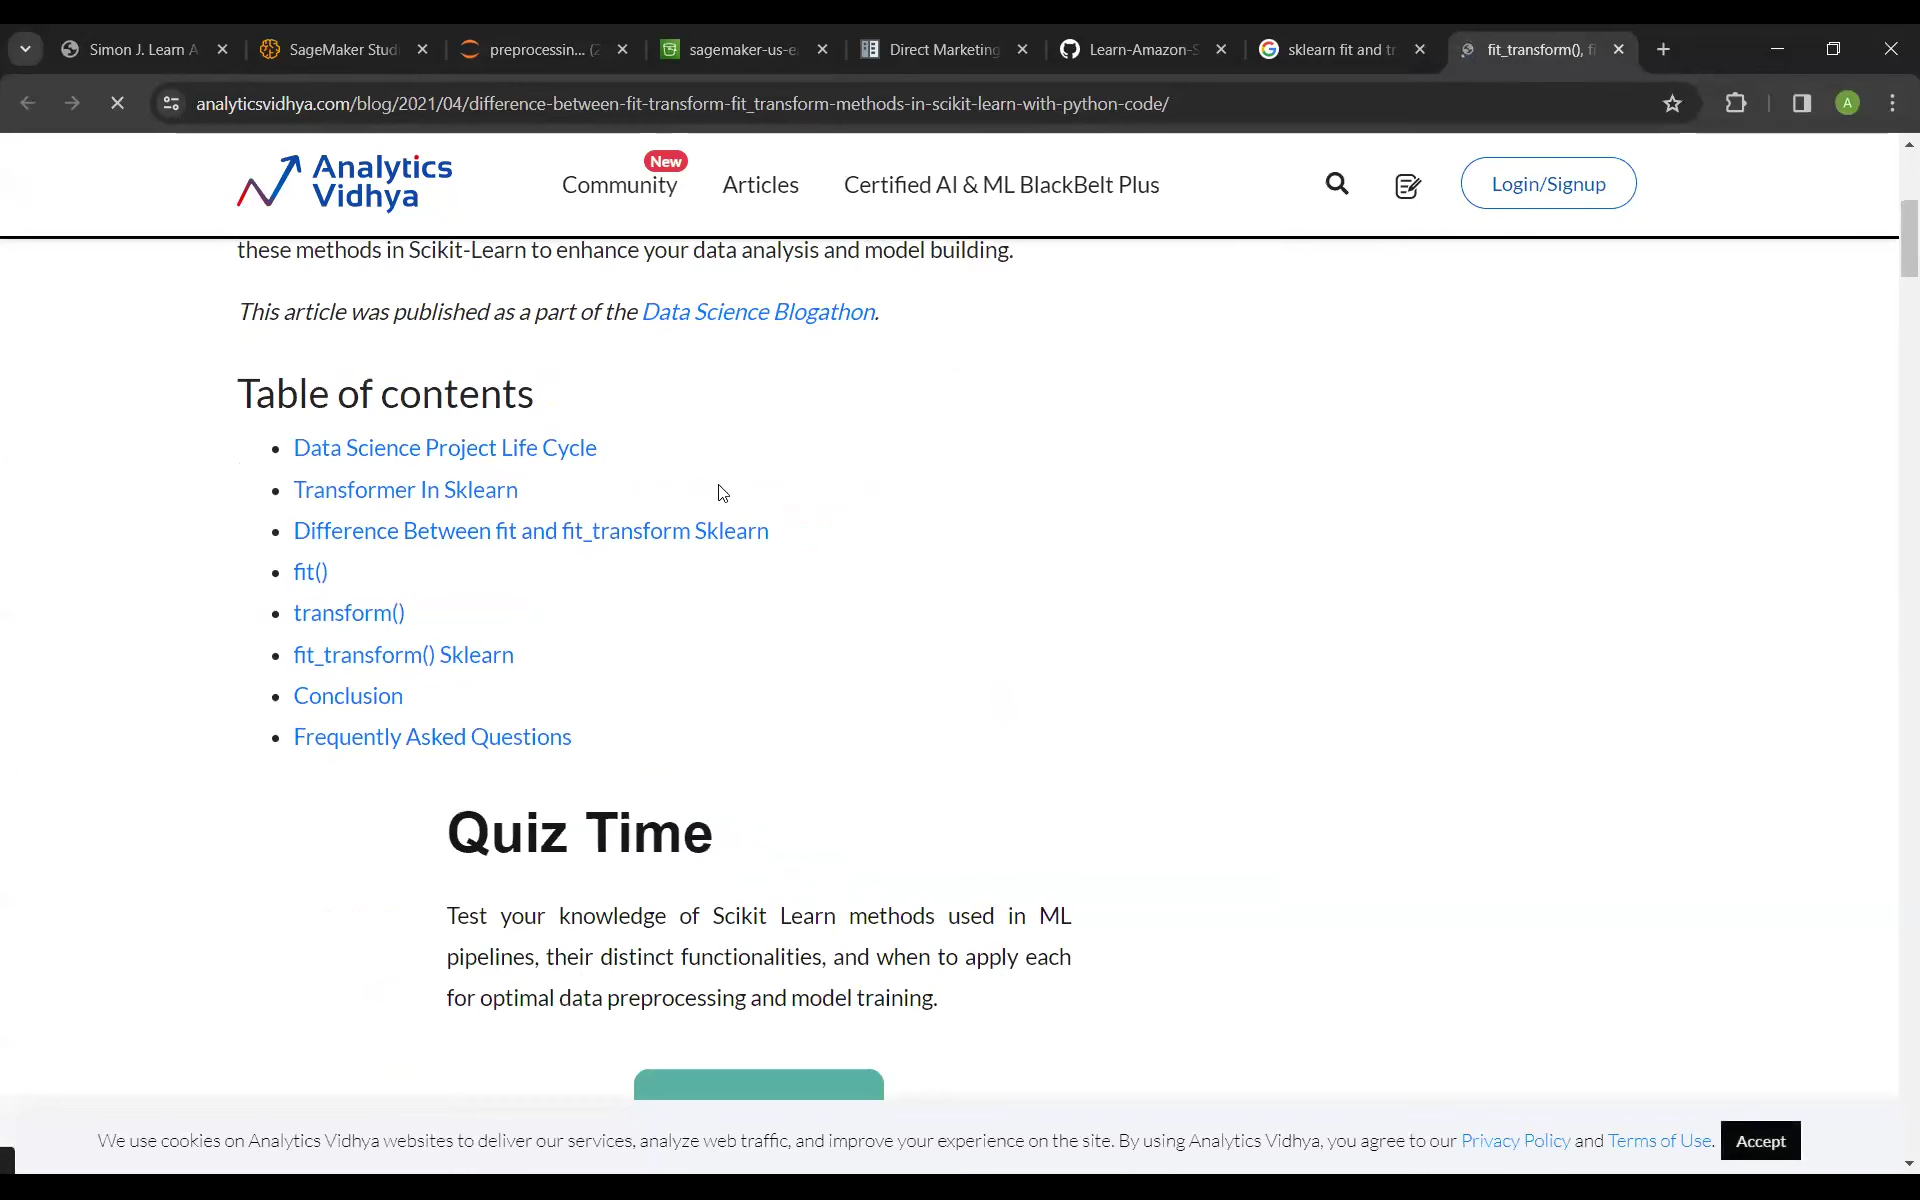 Simon J. Learn A
SageMaker Studi
preprocessin... (2
sagemaker-us-e
Direct Marketing
Learn-Amazon-S
sklearn fit and tr
fit_transform(), fi
analyticsvidhya.com/blog/2021/04/difference-between-fit-transform-fit_transform-methods-in-scikit-learn-with-python-code/
A
Analytics
Vidhya
Community
New
Articles
Certified AI & ML BlackBelt Plus
Login/Signup
these methods in Scikit-Learn to enhance your data analysis and model building.
This article was published as a part of the Data Science Blogathon.
Table of contents
Data Science Project Life Cycle
Transformer In Sklearn
Difference Between fit and fit_transform Sklearn
fit()
transform()
fit_transform() Sklearn
Conclusion
Frequently Asked Questions
Quiz Time
Test your knowledge of Scikit Learn methods used in ML
pipelines, their distinct functionalities, and when to apply each
for optimal data preprocessing and model training.
We use cookies on Analytics Vidhya websites to deliver our services, analyze web traffic, and improve your experience on the site. By using Analytics Vidhya, you agree to our Privacy Policy and Terms of Use.
Accept